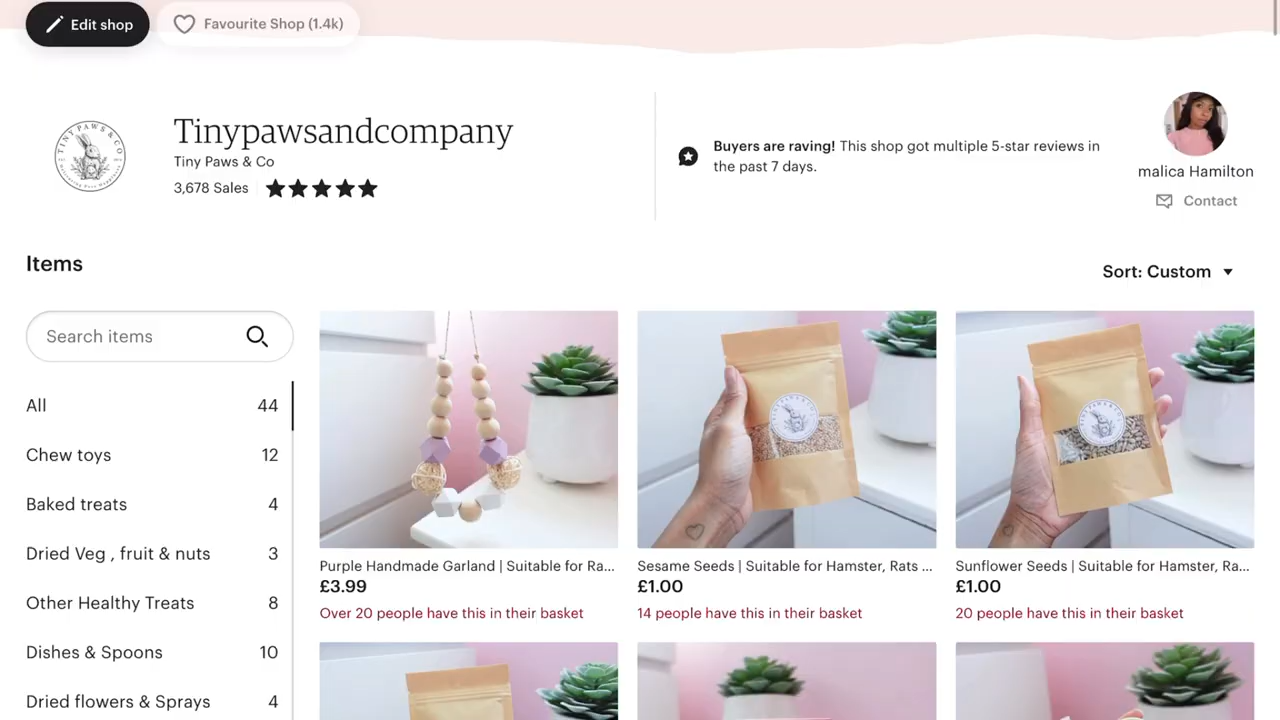 Edit shop
Favourite Shop (1.4k)
TINY PAWS & CO
Tinypawsandcompany
Tiny Paws & Co
3,678 Sales
Buyers are raving! This shop got multiple 5-star reviews in
the past 7 days.
malica Hamilton
Contact
Items
Sort: Custom
Search items
All 44
Chew toys 12
Baked treats 4
Dried Veg , fruit & nuts 3
Other Healthy Treats 8
Dishes & Spoons 10
Dried flowers & Sprays 4
Purple Handmade Garland | Suitable for Ra...
£3.99
Over 20 people have this in their basket
Sesame Seeds | Suitable for Hamster, Rats ...
£1.00
14 people have this in their basket
Sunflower Seeds | Suitable for Hamster, Ra...
£1.00
20 people have this in their basket